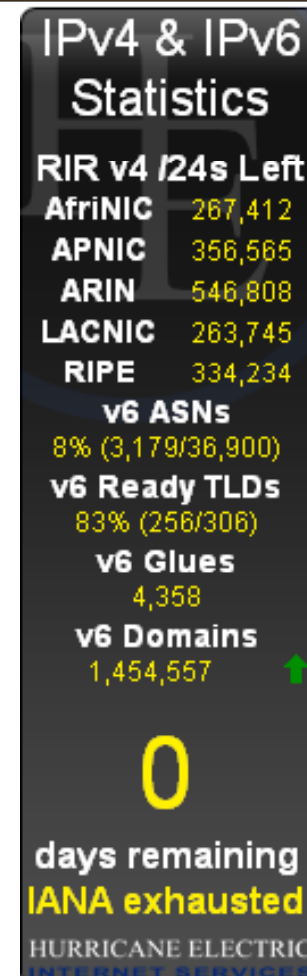 IPv4 & IPv6
Statistics
RIR v4 /24s Left
AfriNIC 267,412
APNIC 356,565
ARIN 546,808
LACNIC 263,745
RIPE 334,234
v6 ASNs
8% (3,179/36,900)
v6 Ready TLDs
83% (256/306)
v6 Glues
4,358
v6 Domains
1,454,557
0
days remaining
IANA exhausted
HURRICANE ELECTRIC
INTERNET SERVICES